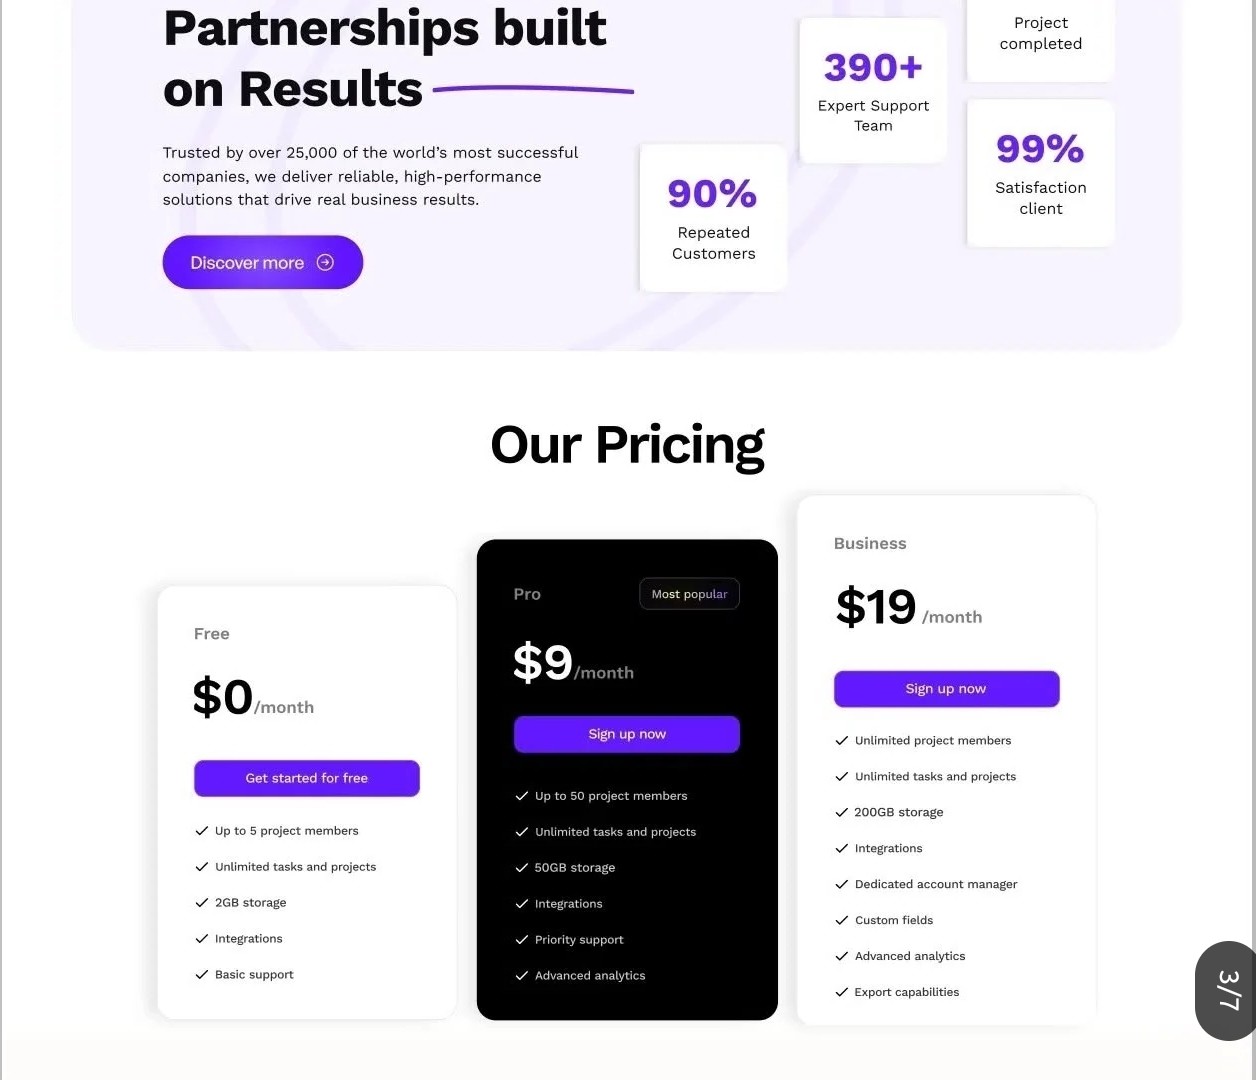 Partnerships built
on Results
Trusted by over 25,000 of the world’s most successful
companies, we deliver reliable, high-performance
solutions that drive real business results.
Discover more
90%
Repeated
Customers
390+
Expert Support
Team
Project
completed
99%
Satisfaction
client
Our Pricing
Free
$0/month
Get started for free
Up to 5 project members
Unlimited tasks and projects
2GB storage
Integrations
Basic support
Pro
Most popular
$9/month
Sign up now
Up to 50 project members
Unlimited tasks and projects
50GB storage
Integrations
Priority support
Advanced analytics
Business
$19 /month
Sign up now
Unlimited project members
Unlimited tasks and projects
200GB storage
Integrations
Dedicated account manager
Custom fields
Advanced analytics
Export capabilities
3/7